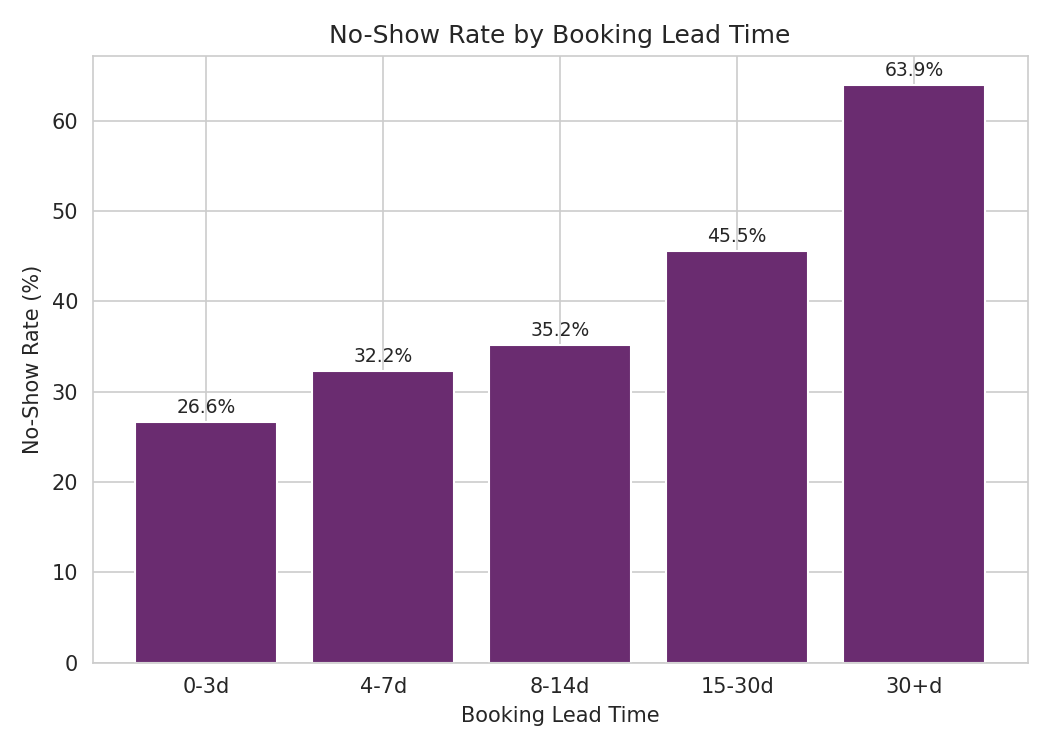 No-Show Rate by Booking Lead Time
No-Show Rate (%)
60
50
40
30
20
10
0
26.6%
32.2%
35.2%
45.5%
63.9%
0-3d
4-7d
8-14d
15-30d
30+d
Booking Lead Time